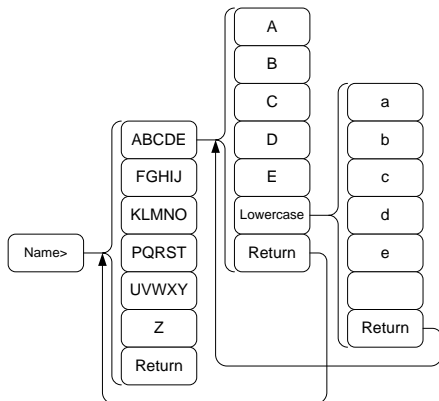 Name>
ABCDE
FGHIJ
KLMNO
PQRST
UVWXY
Z
Return
A
B
C
D
E
Lowercase
Return
a
b
c
d
e
Return